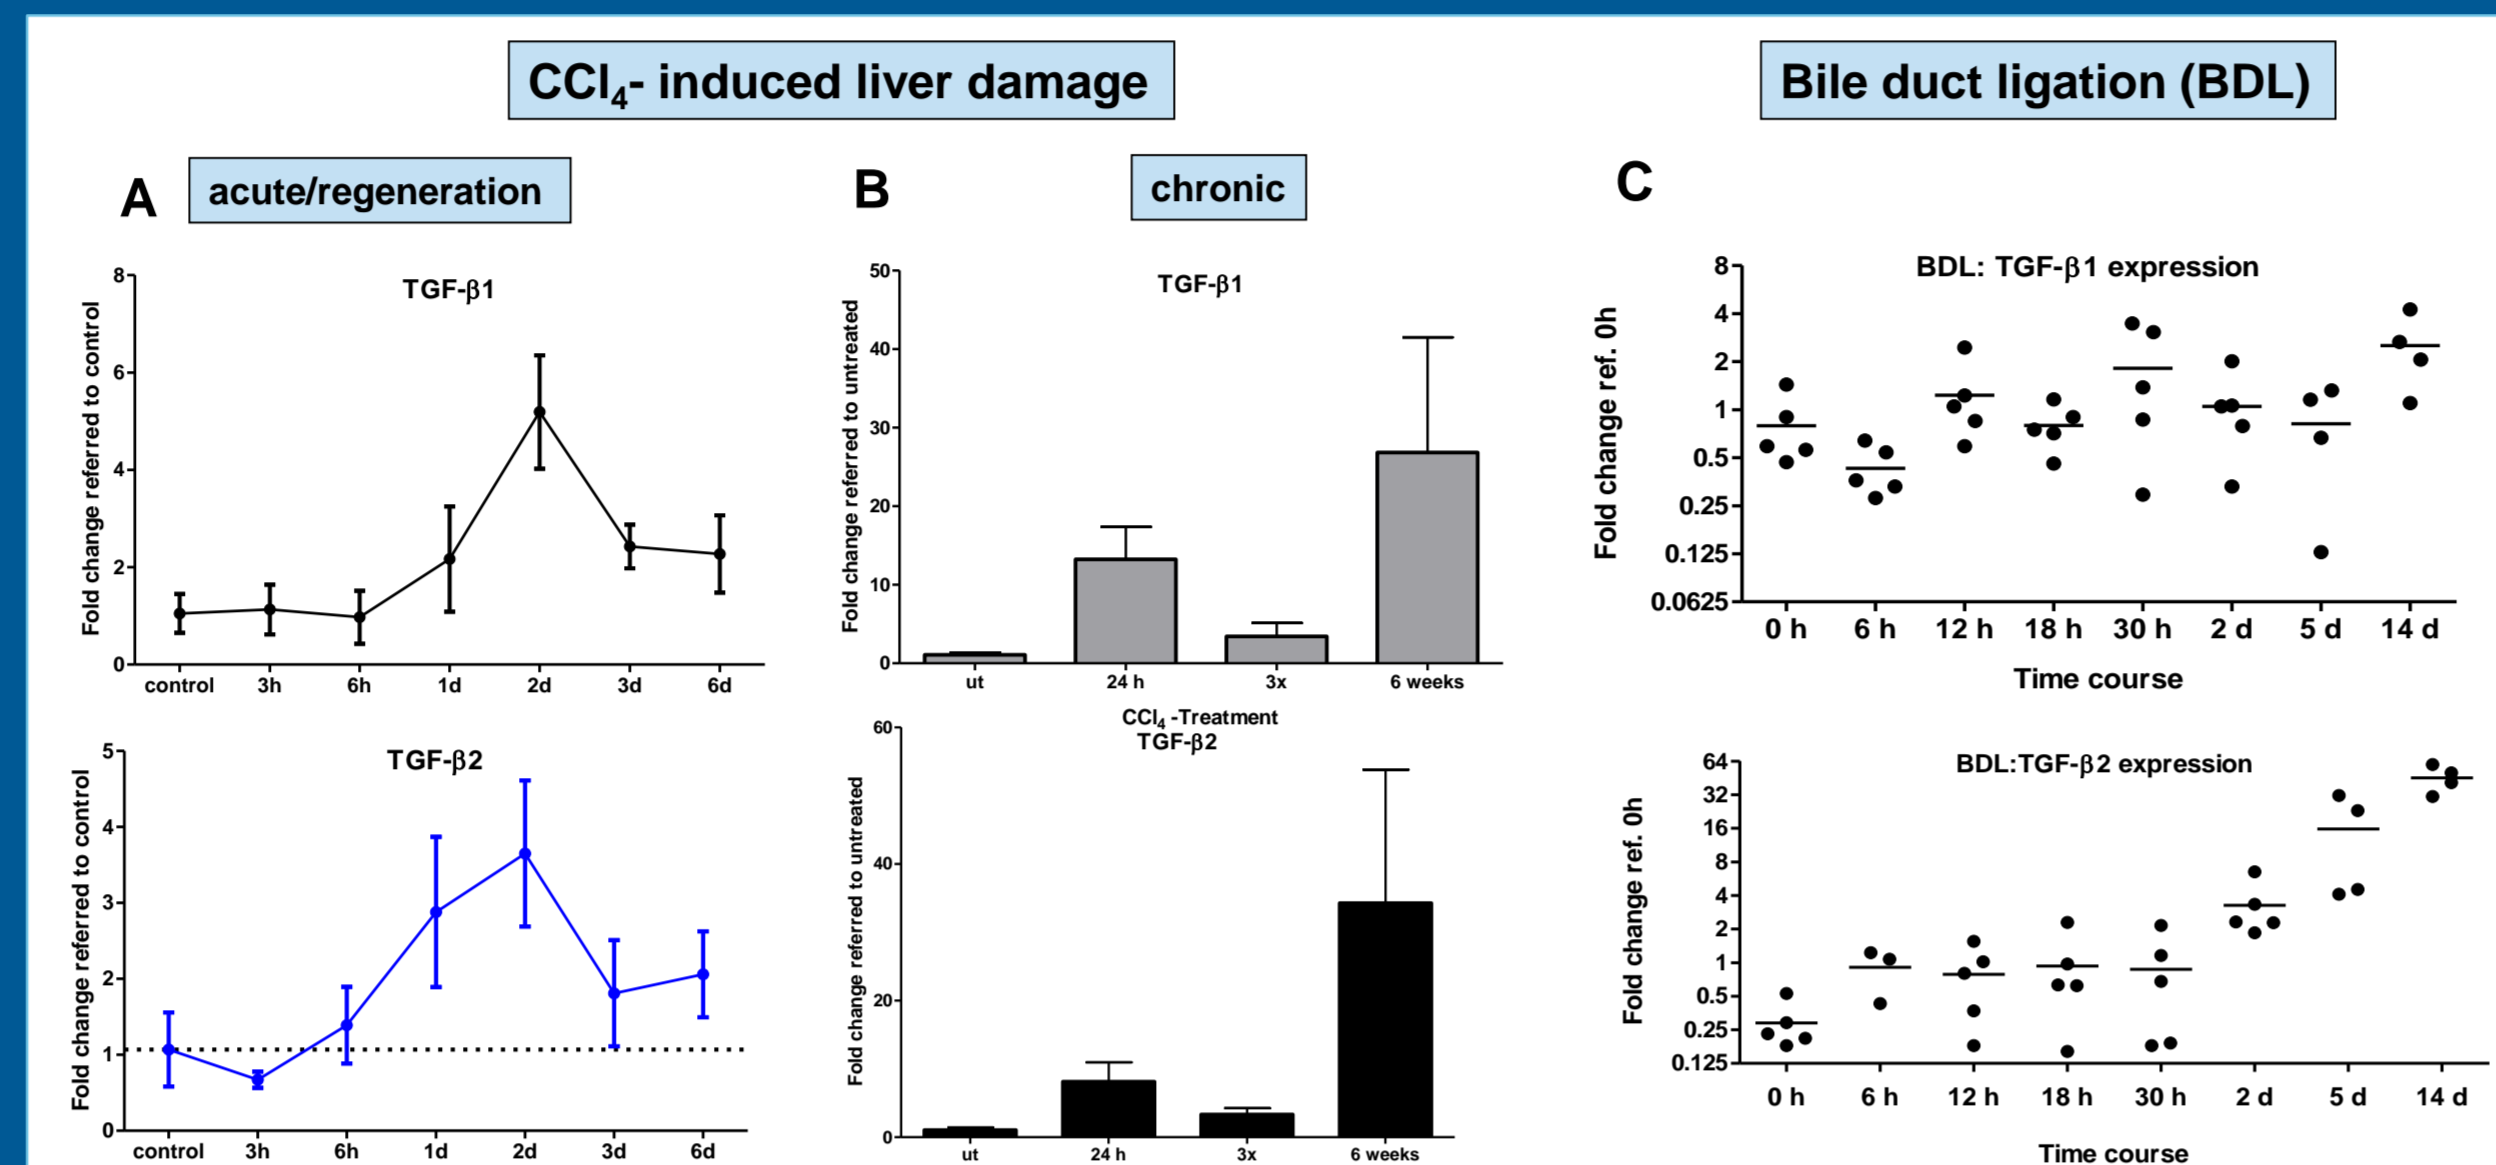 CCl4- induced liver damage
Bile duct ligation (BDL)
A
acute/regeneration
B
chronic
C
TGF-β1
Fold change referred to control
8
6
4
2
0
control 3h 6h 1d 2d 3d 6d
TGF-β2
Fold change referred to control
5
4
3
2
1
0
control 3h 6h 1d 2d 3d 6d
TGF-β1
Fold change referred to untreated
50
40
30
20
10
0
ut 24 h 3x 6 weeks
CCl4 -Treatment
TGF-β2
Fold change referred to untreated
60
40
20
0
ut 24 h 3x 6 weeks
BDL: TGF-β1 expression
Fold change ref. 0h
8
4
2
1
0.5
0.25
0.125
0.0625
0 h 6 h 12 h 18 h 30 h 2 d 5 d 14 d
Time course
BDL:TGF-β2 expression
Fold change ref. 0h
64
32
16
8
4
2
1
0.5
0.25
0.125
0 h 6 h 12 h 18 h 30 h 2 d 5 d 14 d
Time course